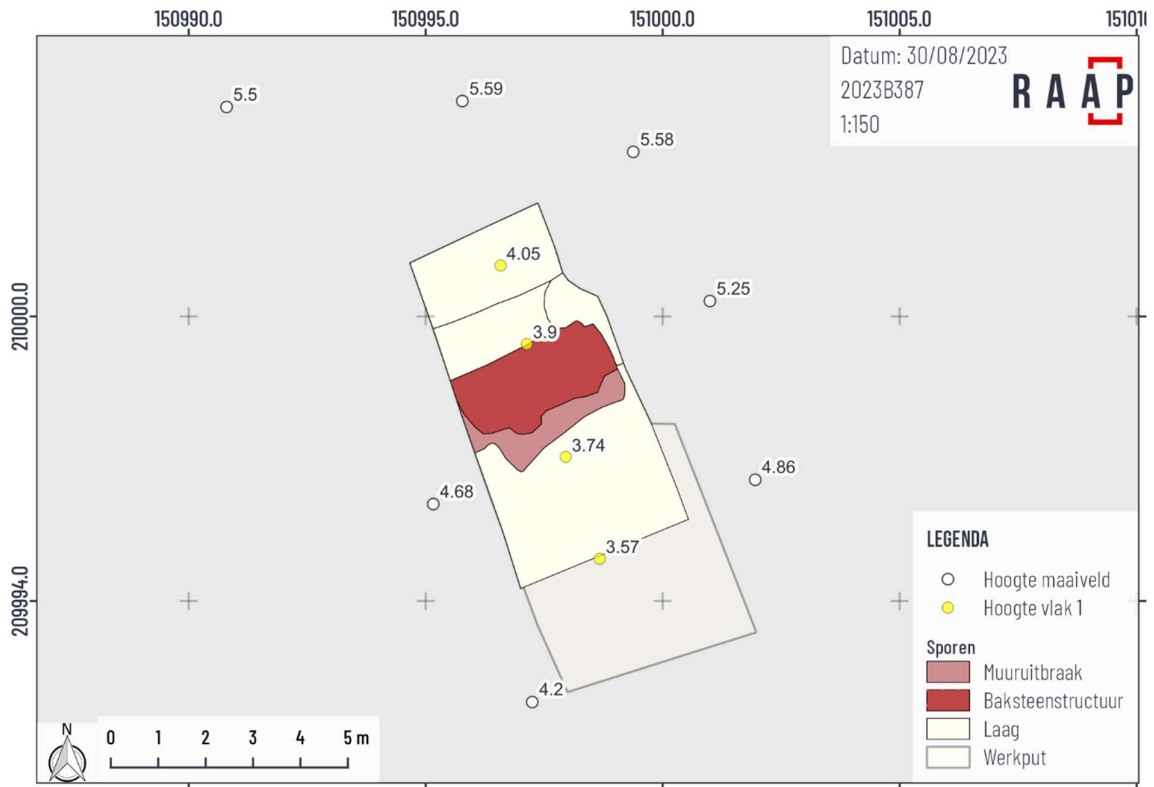 150990.0 150995.0 151000.0 151005.0 15101
Datum: 30/08/2023
2023B387
1:150
RAAP
5.5
5.59
5.58
4.05
5.25
210000.0
3.9
3.74
4.86
4.68
3.57
209994.0
4.2
LEGENDA
Hoogte maaiveld
Hoogte vlak 1
Sporen
Muuruitbraak
Baksteenstructuur
Laag
Werkput
N
0 1 2 3 4 5 m